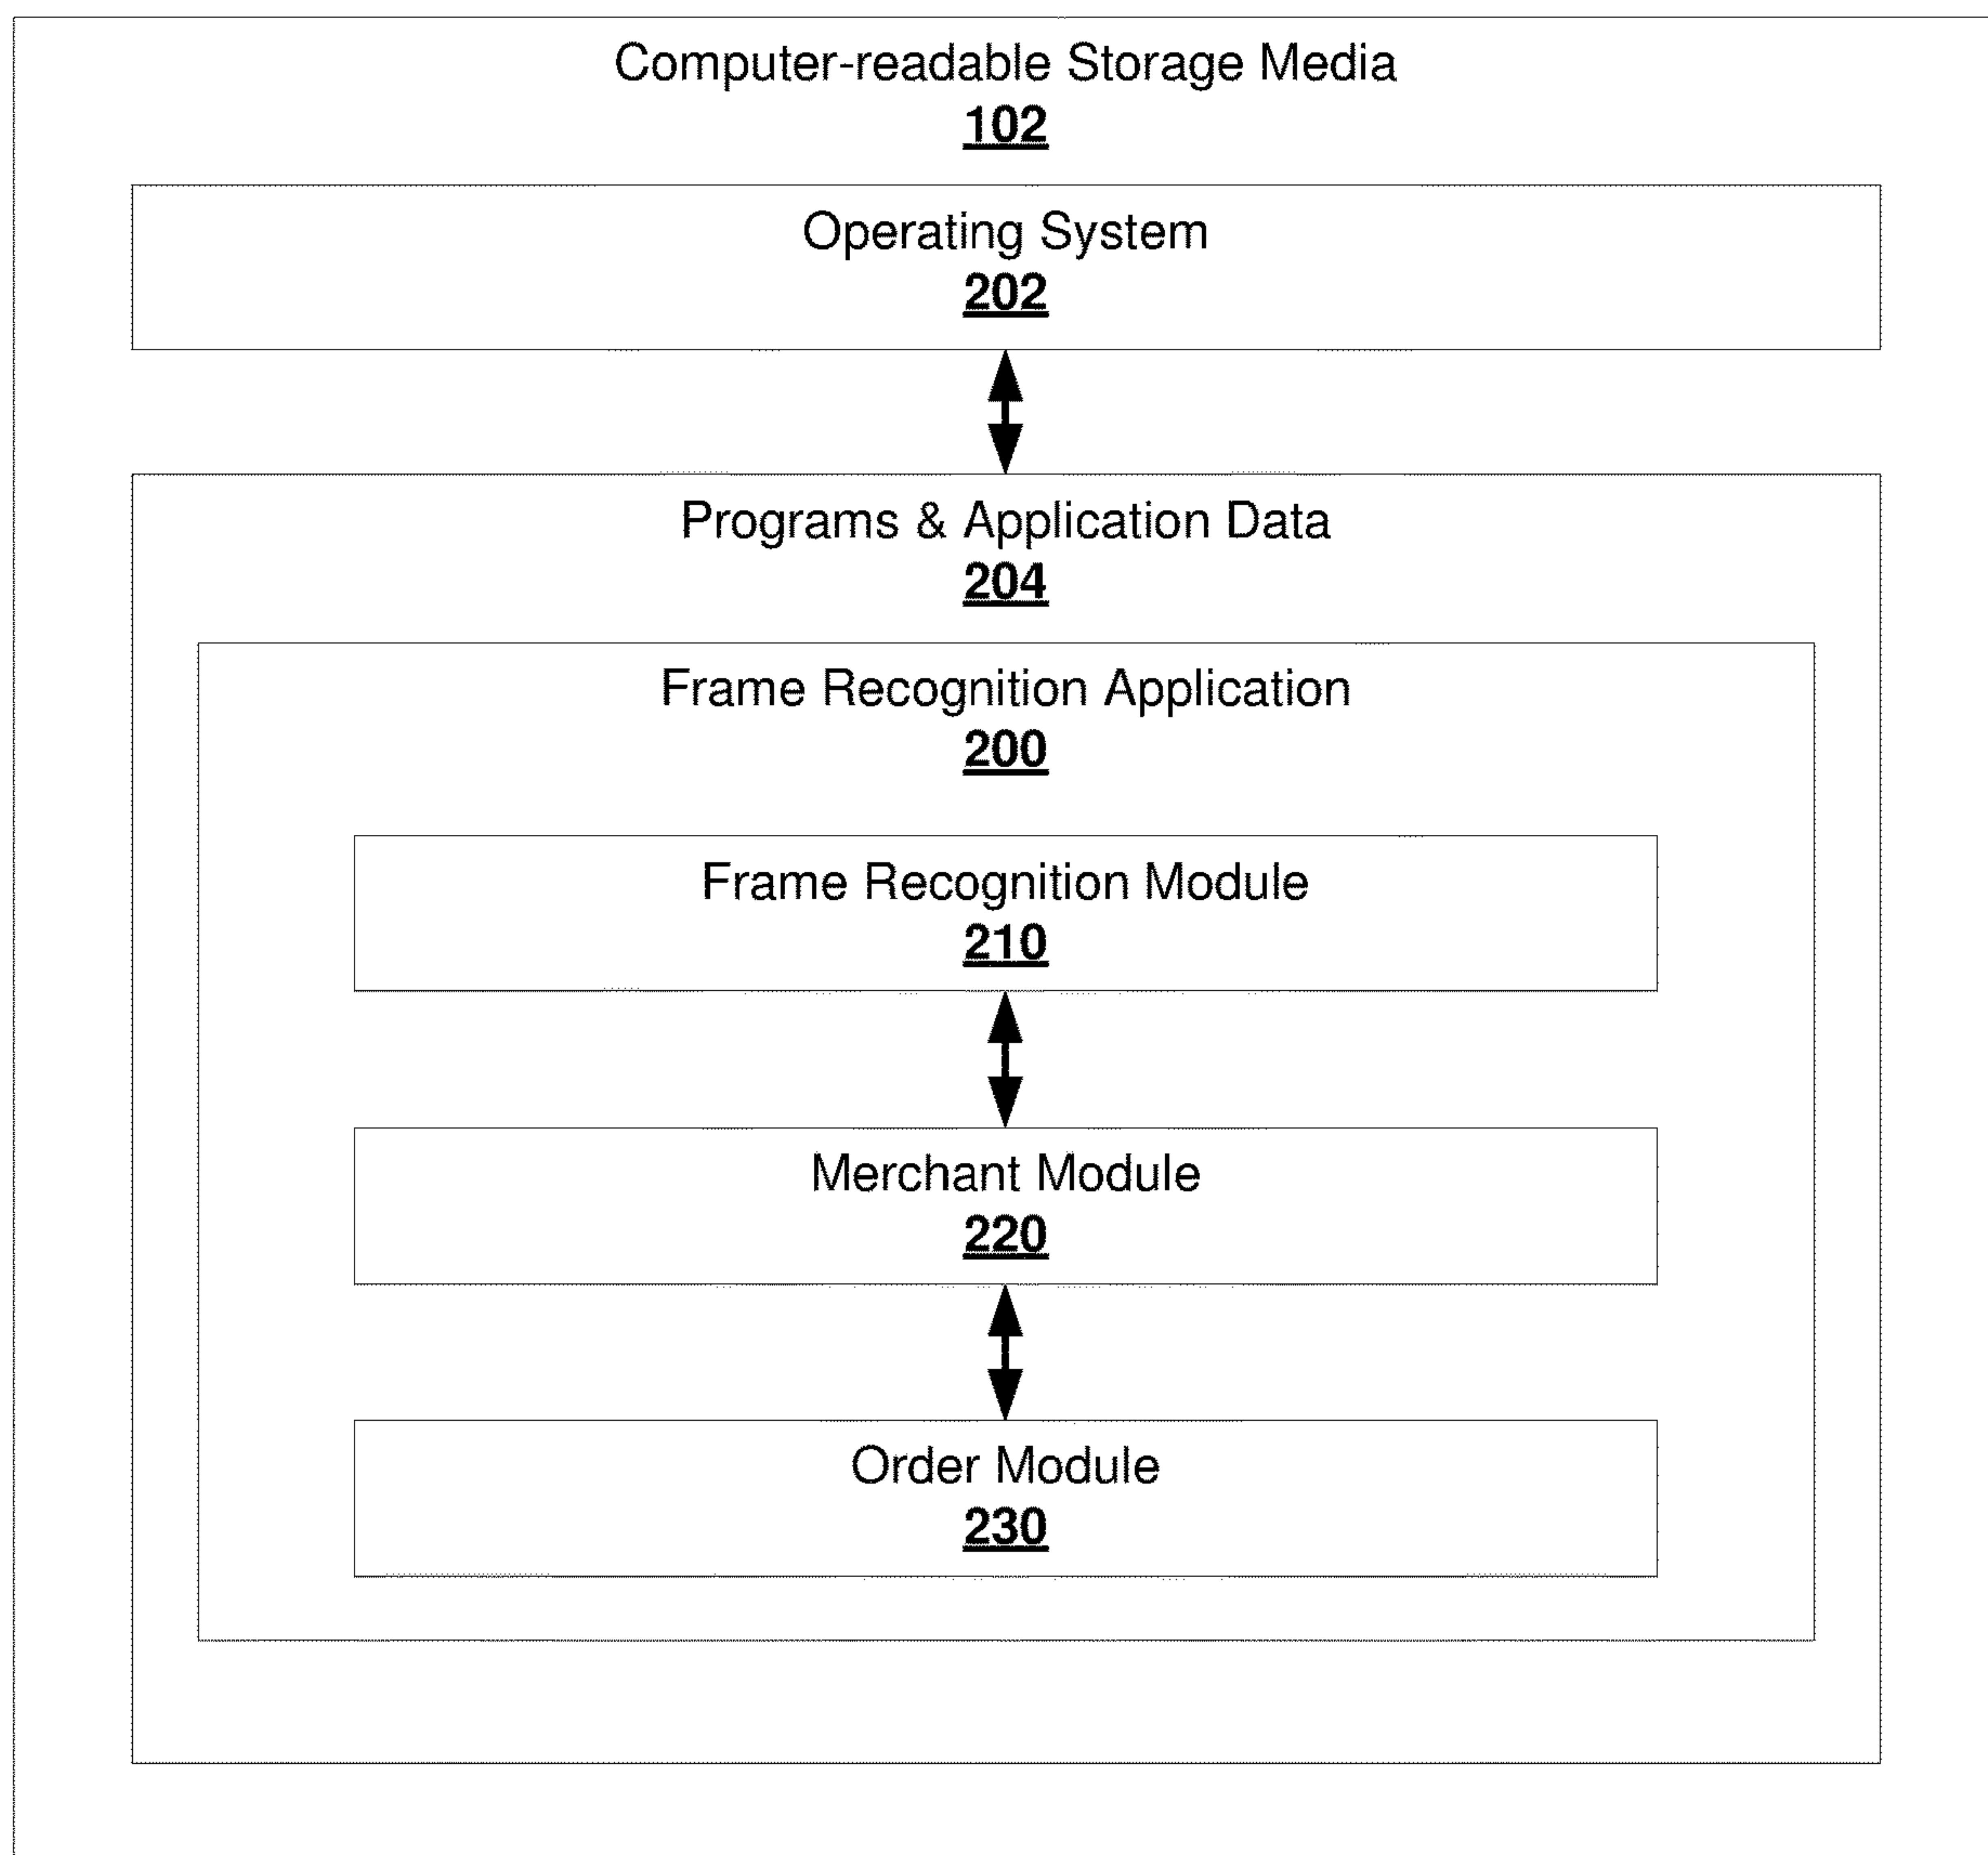 Computer-readable Storage Media
102
Operating System
202
Programs & Application Data
204
Frame Recognition Application
200
Frame Recognition Module
210
Merchant Module
220
Order Module
230